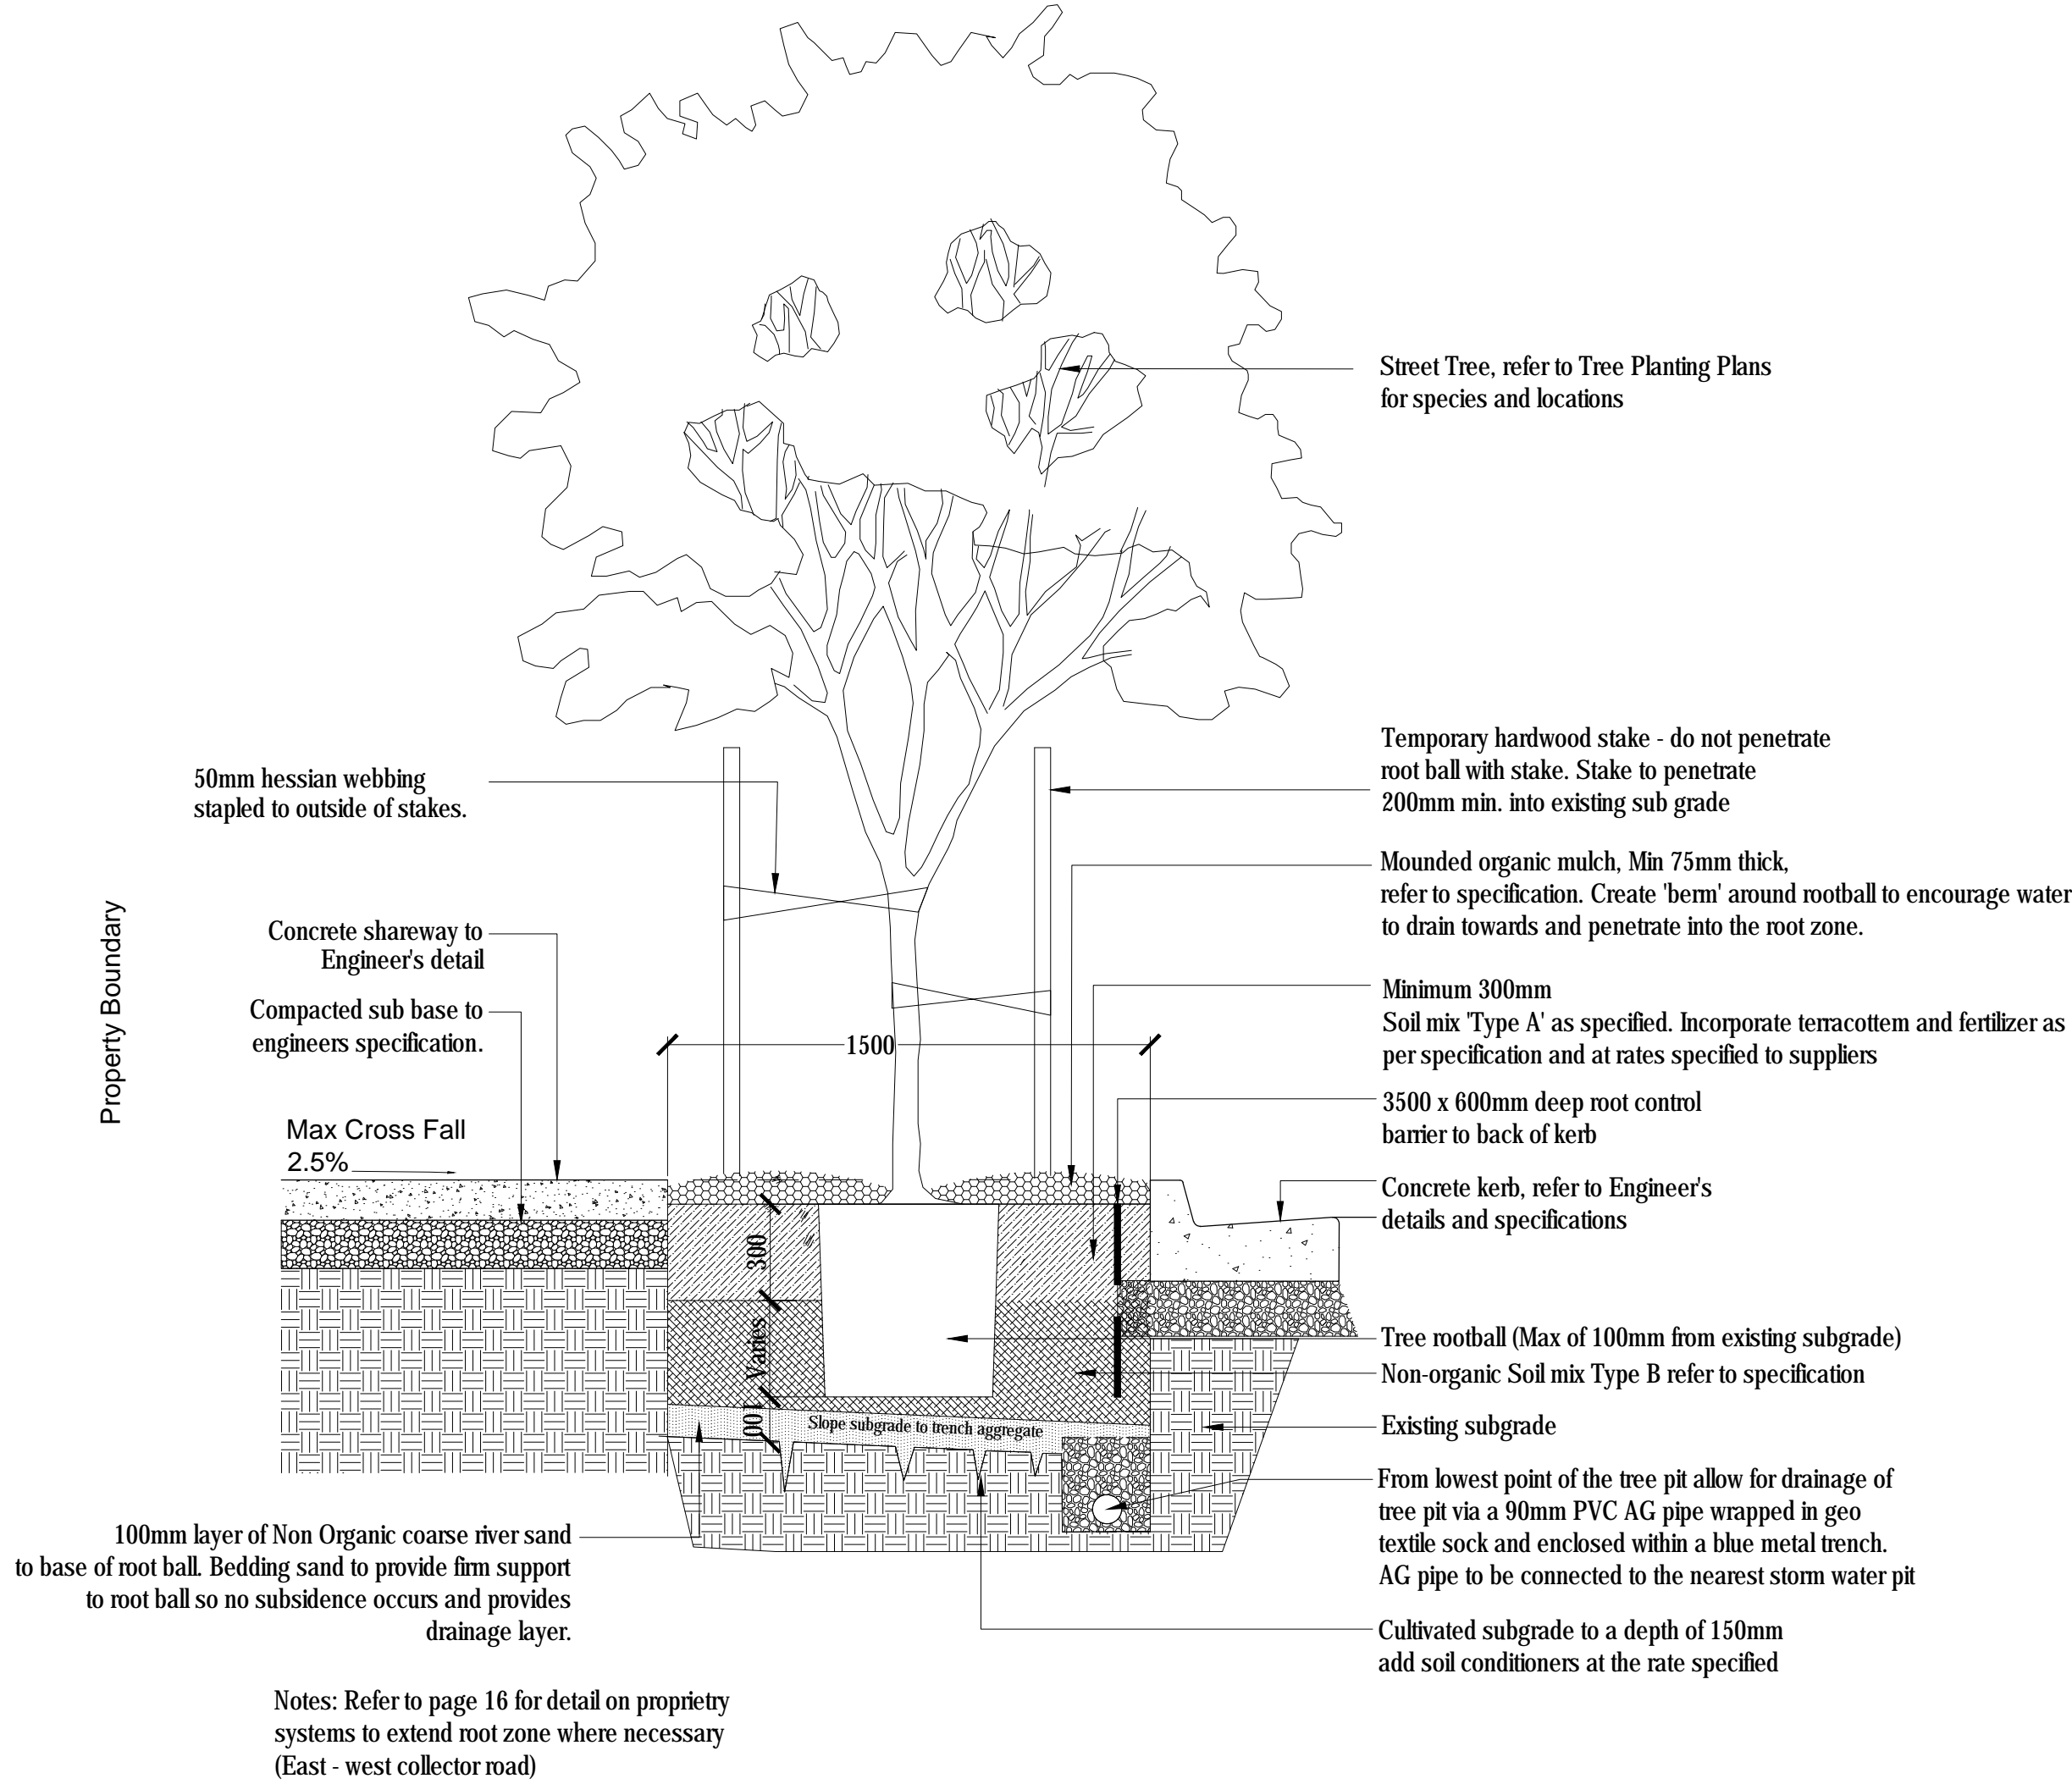 Street Tree, refer to Tree Planting Plans
for species and locations
Temporary hardwood stake - do not penetrate
root ball with stake. Stake to penetrate
200mm min. into existing sub grade
50mm hessian webbing
stapled to outside of stakes.
Mounded organic mulch, Min 75mm thick,
refer to specification. Create 'berm' around rootball to encourage water
to drain towards and penetrate into the root zone.
Property Boundary
Concrete shareway to
Engineer's detail
Compacted sub base to
engineers specification.
Minimum 300mm
Soil mix 'Type A' as specified. Incorporate terracottem and fertilizer as
per specification and at rates specified to suppliers
1500
3500 x 600mm deep root control
barrier to back of kerb
Max Cross Fall
2.5%
Concrete kerb, refer to Engineer's
details and specifications
300
Varies
100
Tree rootball (Max of 100mm from existing subgrade)
Non-organic Soil mix Type B refer to specification
Slope subgrade to trench aggregate
Existing subgrade
From lowest point of the tree pit allow for drainage of
tree pit via a 90mm PVC AG pipe wrapped in geo
textile sock and enclosed within a blue metal trench.
AG pipe to be connected to the nearest storm water pit
100mm layer of Non Organic coarse river sand
to base of root ball. Bedding sand to provide firm support
to root ball so no subsidence occurs and provides
drainage layer.
Cultivated subgrade to a depth of 150mm
add soil conditioners at the rate specified
Notes: Refer to page 16 for detail on proprietry
systems to extend root zone where necessary
(East - west collector road)